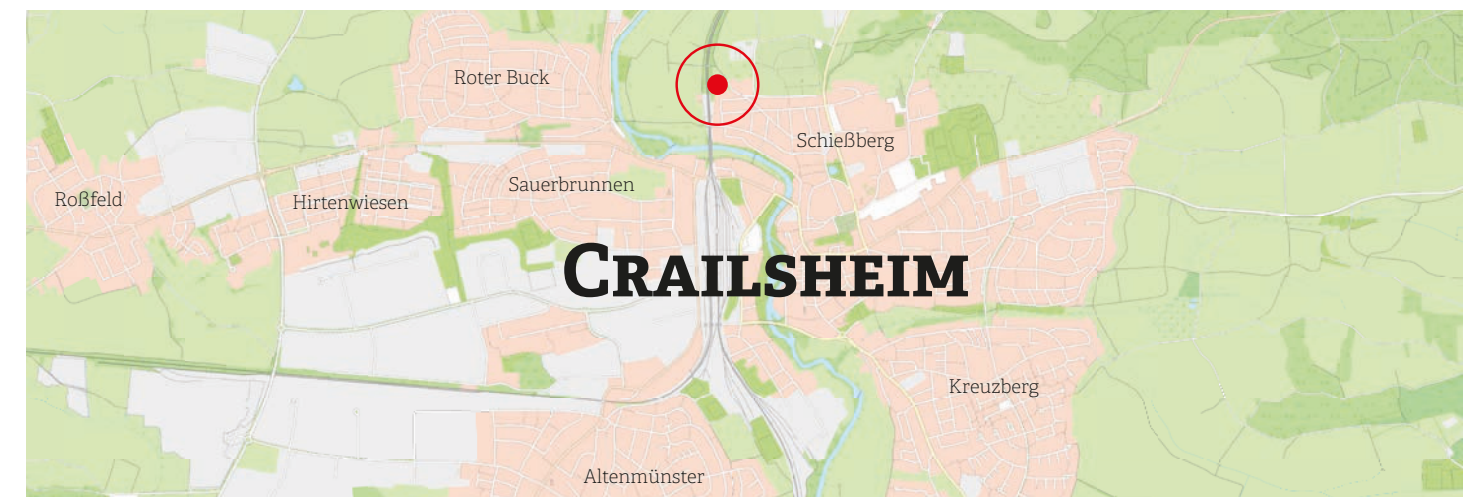 Roter Buck
Schießberg
Sauerbrunnen
Roßfeld
Hirtenwiesen
CRAILSHEIM
Kreuzberg
Altenmünster